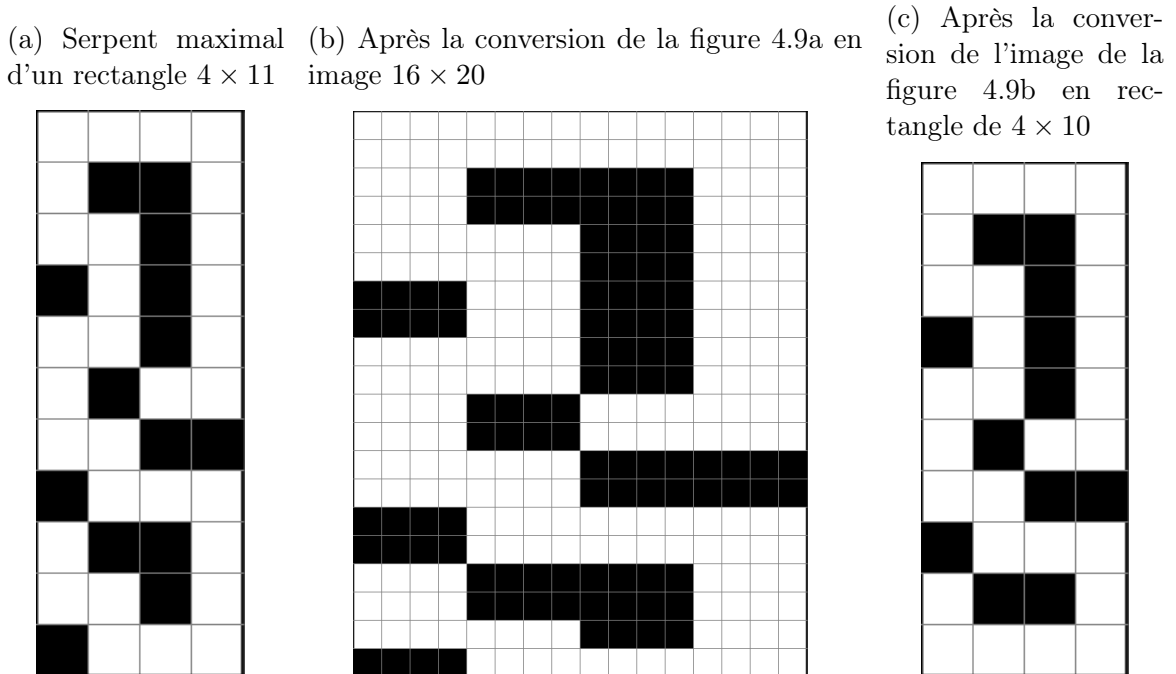 (a) Serpent maximal
d'un rectangle 4 × 11
(b) Après la conversion de la figure 4.9a en
image 16 × 20
(c) Après la conver-
sion de l'image de la
figure 4.9b en rec-
tangle de 4 × 10